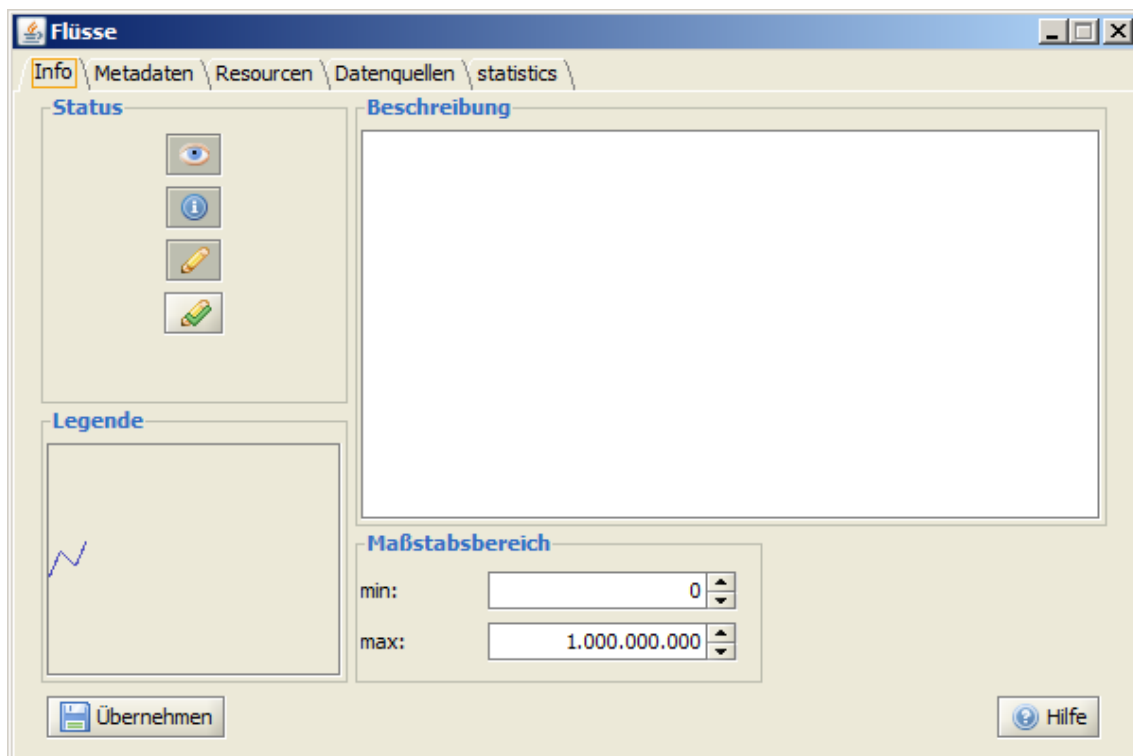 Flüsse
Info Metadaten Resourcen Datenquellen statistics
Status
Beschreibung
Legende
Maßstabsbereich
min: 0
max: 1.000.000.000
Übernehmen
Hilfe